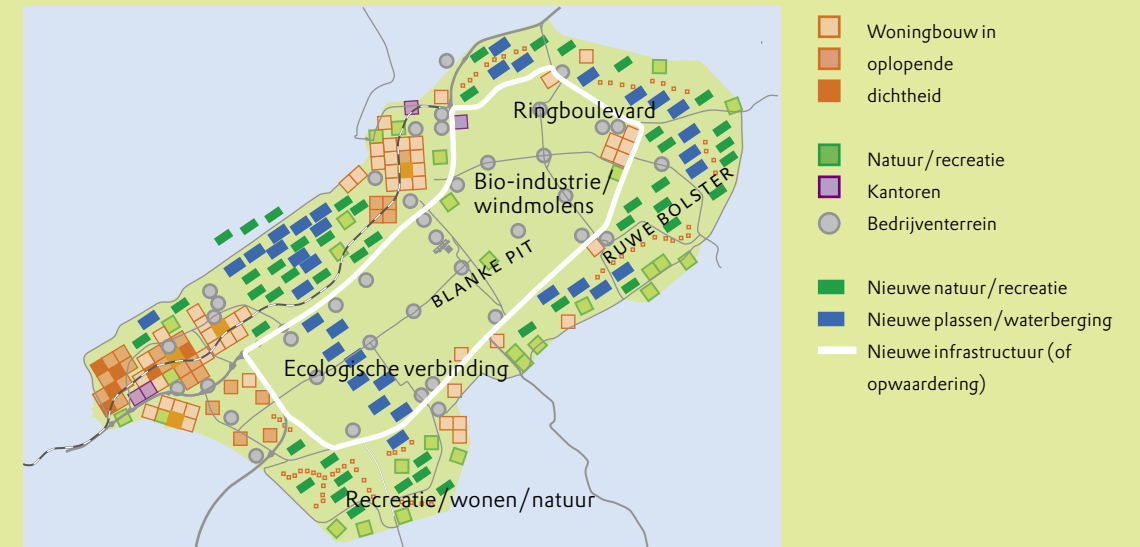 Ringboulevard
Bio-industrie/
windmolens
RUWE BOLSTER
BLANKE PIT
Ecologische verbinding
Recreatie/wonen/natuur
Woningbouw in
oplopende
dichtheid
Natuur/recreatie
Kantoren
Bedrijventerrein
Nieuwe natuur/recreatie
Nieuwe plassen/waterberging
Nieuwe infrastructuur (of
opwaardering)